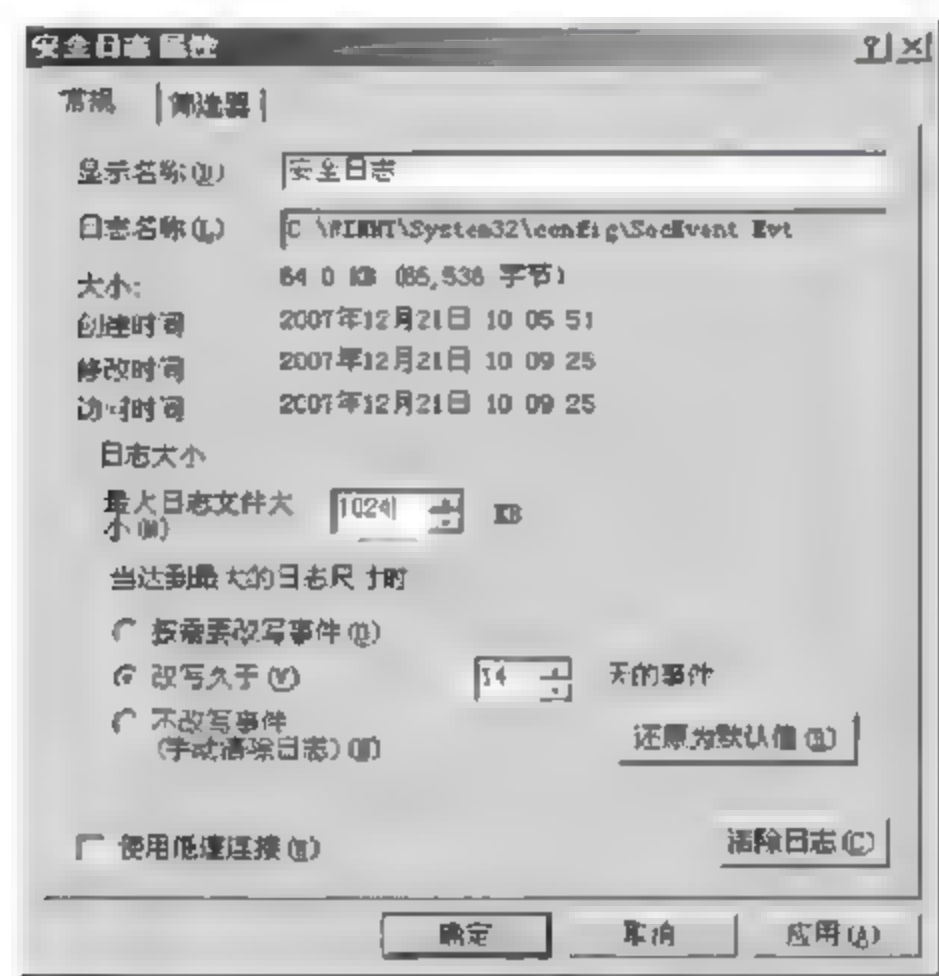 安全日志 属性
常规 筛选器
显示名称(D) 安全日志
日志名称(L) C \WINNT\System32\config\SecEvent Evt
大小: 64 0 KB (65,536 字节)
创建时间 2007年12月21日 10 05 51
修改时间 2007年12月21日 10 09 25
访问时间 2007年12月21日 10 09 25
日志大小
最大日志文件大 1024 KB
小(M)
当达到最大的日志尺寸时
按需要改写事件(O)
改写久于(V) 14 天的事件
不改写事件
(手动清除日志)(N) 还原为默认值(R)
使用低速连接(W)
清除日志(C)
确定 取消 应用(A)